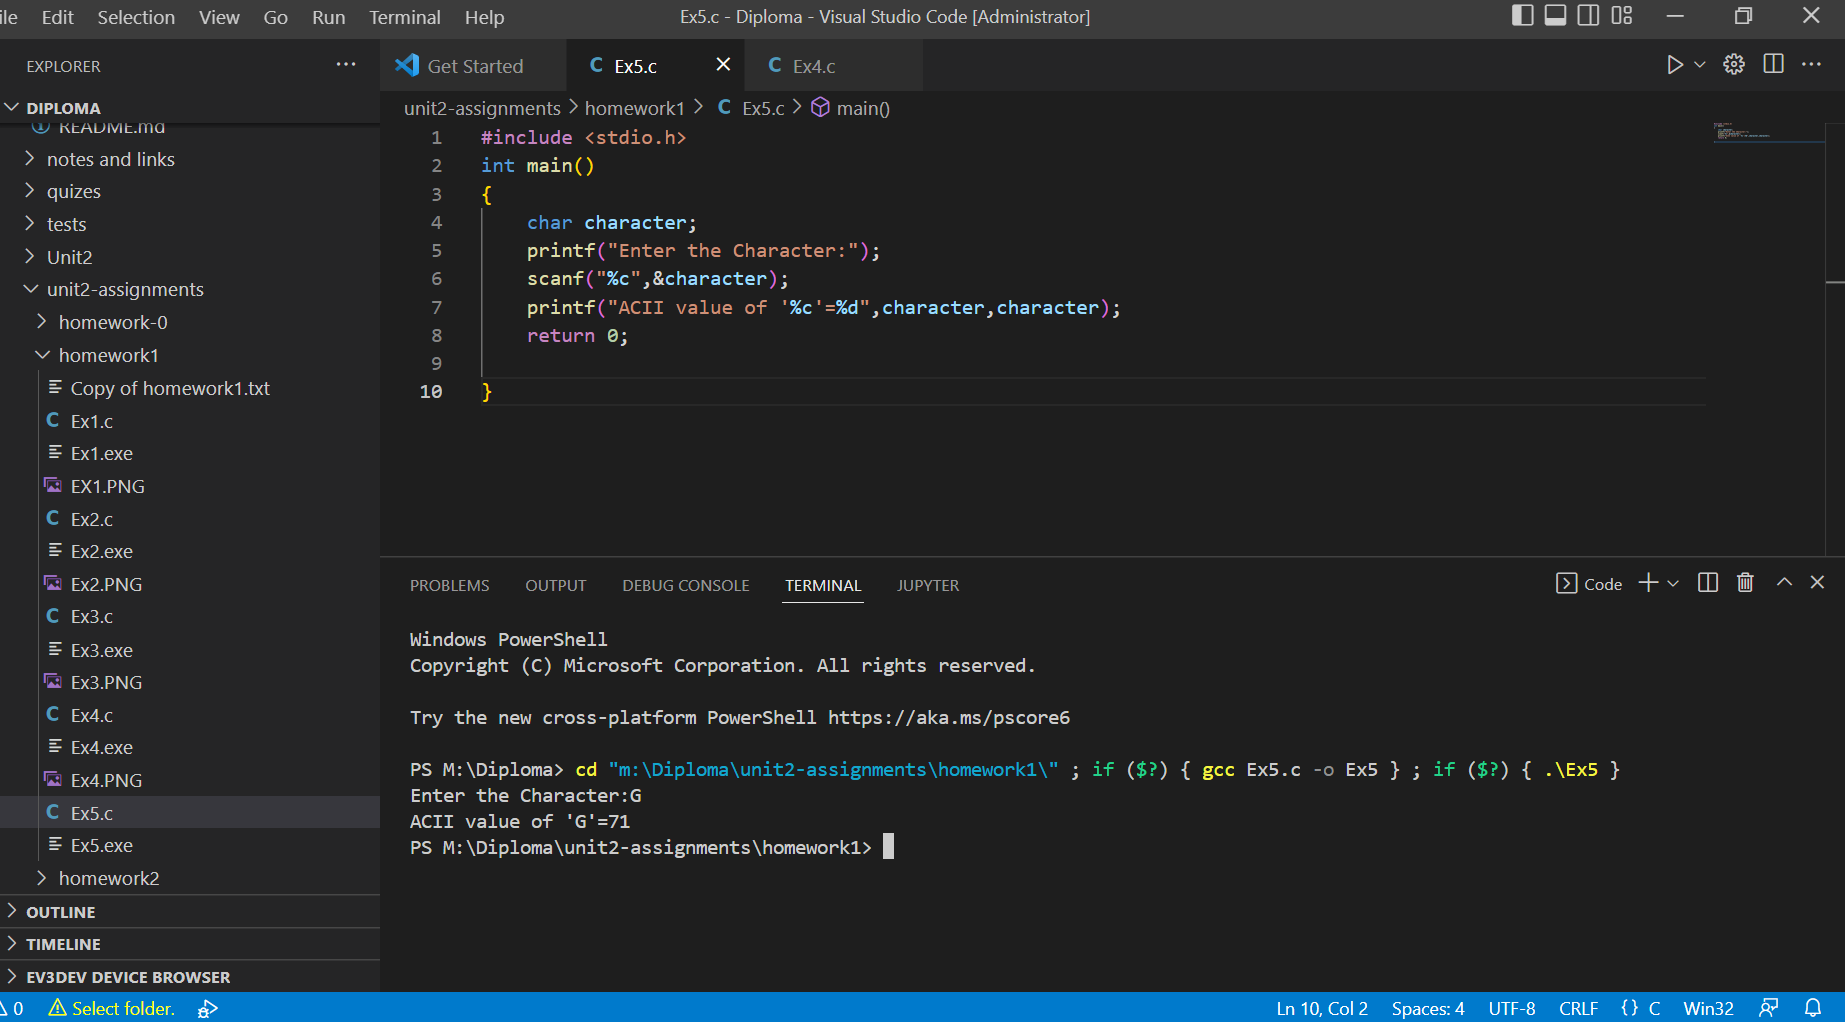 ile Edit Selection View Go Run Terminal Help Ex5.c - Diploma - Visual Studio Code [Administrator]
EXPLORER ···
DIPLOMA
README.md
notes and links
quizes
tests
Unit2
unit2-assignments
homework-0
homework1
Copy of homework1.txt
Ex1.c
Ex1.exe
EX1.PNG
Ex2.c
Ex2.exe
Ex2.PNG
Ex3.c
Ex3.exe
Ex3.PNG
Ex4.c
Ex4.exe
Ex4.PNG
Ex5.c
Ex5.exe
homework2
OUTLINE
TIMELINE
EV3DEV DEVICE BROWSER
Get Started C Ex5.c C Ex4.c
unit2-assignments > homework1 > C Ex5.c > main()
1 #include <stdio.h>
2 int main()
3 {
4 char character;
5 printf("Enter the Character:");
6 scanf("%c",&character);
7 printf("ACII value of '%c'=%d",character,character);
8 return 0;
9
10 }
PROBLEMS OUTPUT DEBUG CONSOLE TERMINAL JUPYTER Code
Windows PowerShell
Copyright (C) Microsoft Corporation. All rights reserved.
Try the new cross-platform PowerShell https://aka.ms/pscore6
PS M:\Diploma> cd "m:\Diploma\unit2-assignments\homework1\" ; if ($?) { gcc Ex5.c -o Ex5 } ; if ($?) { .\Ex5 }
Enter the Character:G
ACII value of 'G'=71
PS M:\Diploma\unit2-assignments\homework1>
0 Select folder. Ln 10, Col 2 Spaces: 4 UTF-8 CRLF {} C Win32